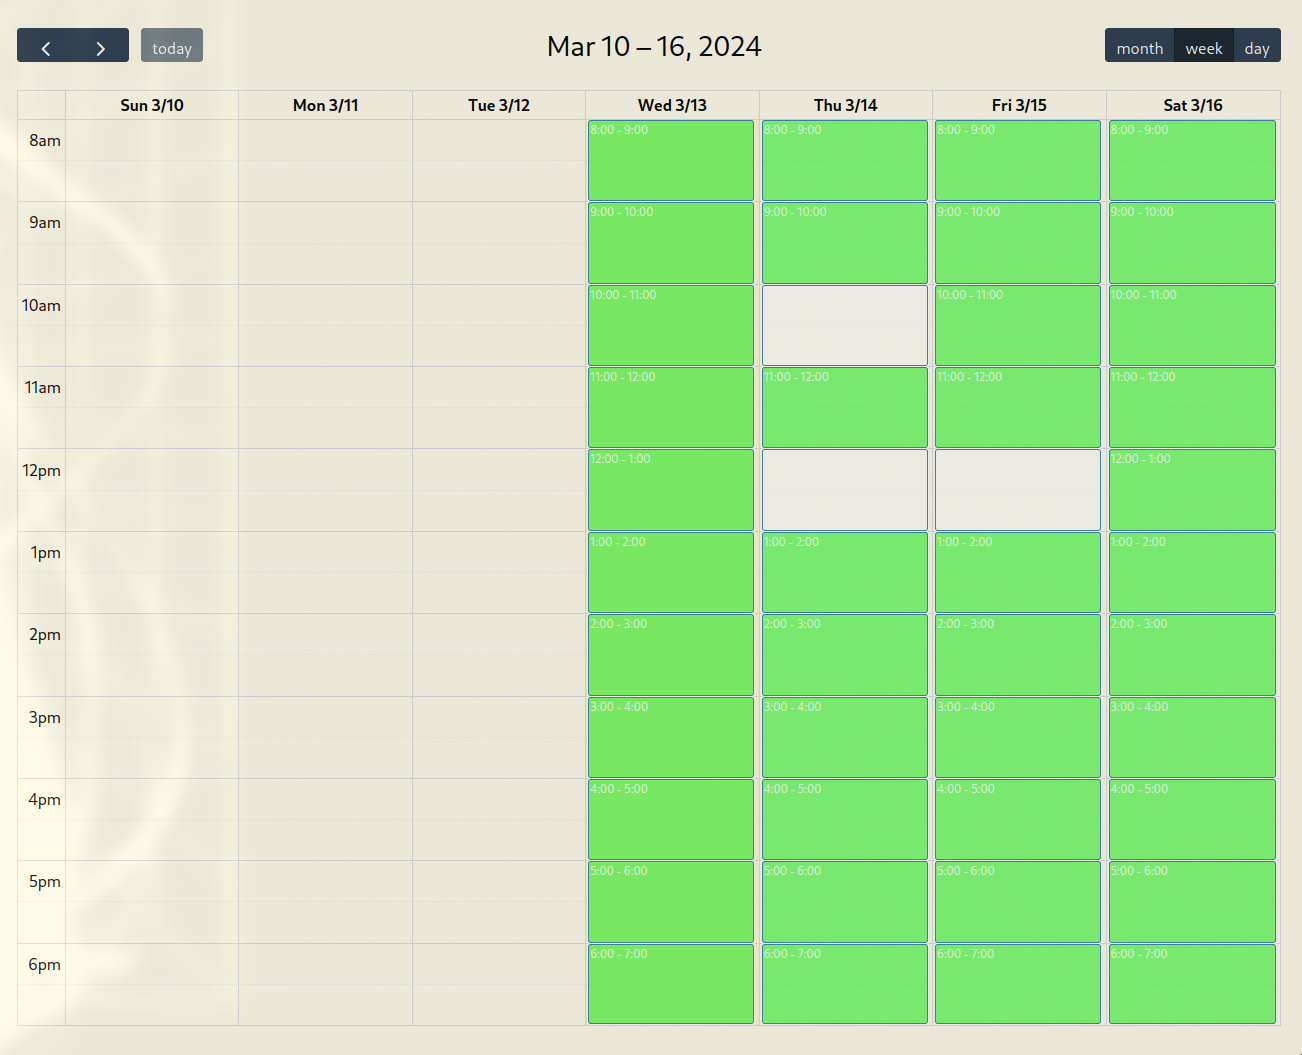 today
Mar 10 – 16, 2024
month week day
Sun 3/10 Mon 3/11 Tue 3/12 Wed 3/13 Thu 3/14 Fri 3/15 Sat 3/16
8am 8:00 - 9:00 8:00 - 9:00 8:00 - 9:00 8:00 - 9:00
9am 9:00 - 10:00 9:00 - 10:00 9:00 - 10:00 9:00 - 10:00
10am 10:00 - 11:00 10:00 - 11:00 10:00 - 11:00
11am 11:00 - 12:00 11:00 - 12:00 11:00 - 12:00 11:00 - 12:00
12pm 12:00 - 1:00 12:00 - 1:00
1pm 1:00 - 2:00 1:00 - 2:00 1:00 - 2:00 1:00 - 2:00
2pm 2:00 - 3:00 2:00 - 3:00 2:00 - 3:00 2:00 - 3:00
3pm 3:00 - 4:00 3:00 - 4:00 3:00 - 4:00 3:00 - 4:00
4pm 4:00 - 5:00 4:00 - 5:00 4:00 - 5:00 4:00 - 5:00
5pm 5:00 - 6:00 5:00 - 6:00 5:00 - 6:00 5:00 - 6:00
6pm 6:00 - 7:00 6:00 - 7:00 6:00 - 7:00 6:00 - 7:00